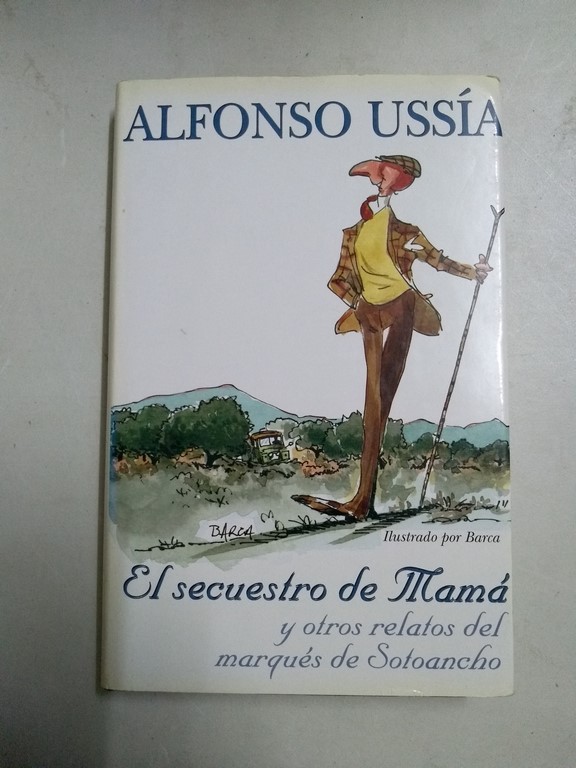 ALFONSO USSÍA
BARCA
Ilustrado por Barca
El secuestro de Mamá
y otros relatos del
marqués de Sotoancho